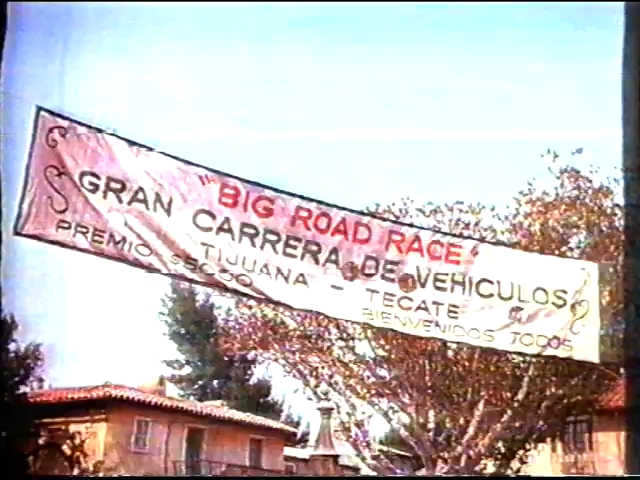 "BIG ROAD RACE"
GRAN CARRERA DE VEHICULOS
TIJUANA - TECATE
PREMIO BIENVENIDOS TODOS